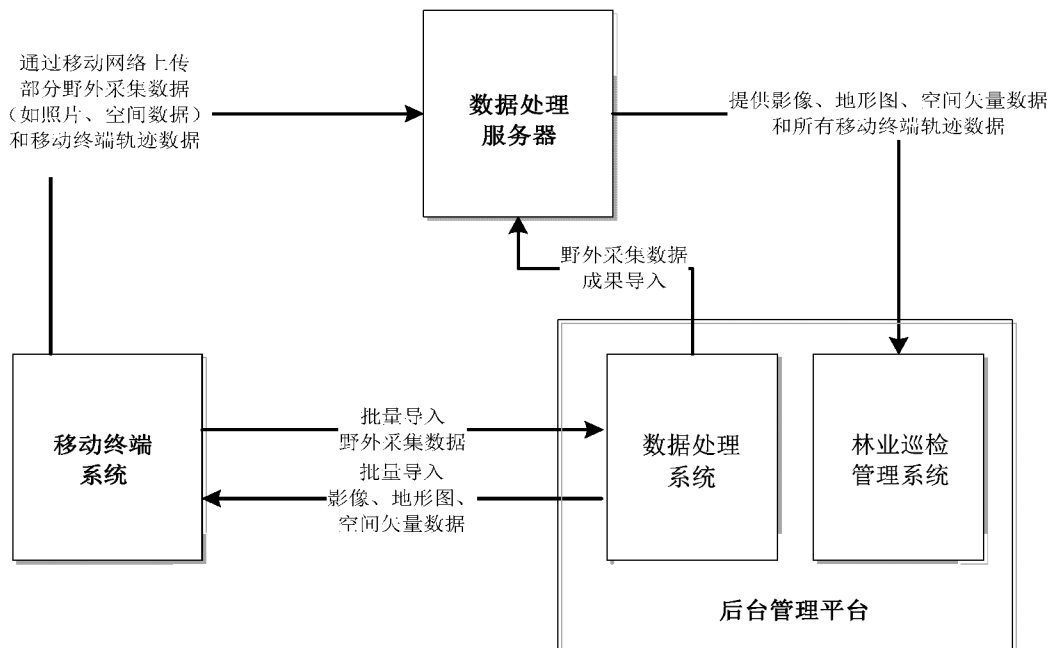 通过移动网络上传
部分野外采集数据
（如照片、空间数据）
和移动终端轨迹数据
数据处理
服务器
提供影像、地形图、空间矢量数据
和所有移动终端轨迹数据
野外采集数据
成果导入
移动终端
系统
批量导入
野外采集数据
批量导入
影像、地形图、
空间矢量数据
数据处理
系统
林业巡检
管理系统
后台管理平台